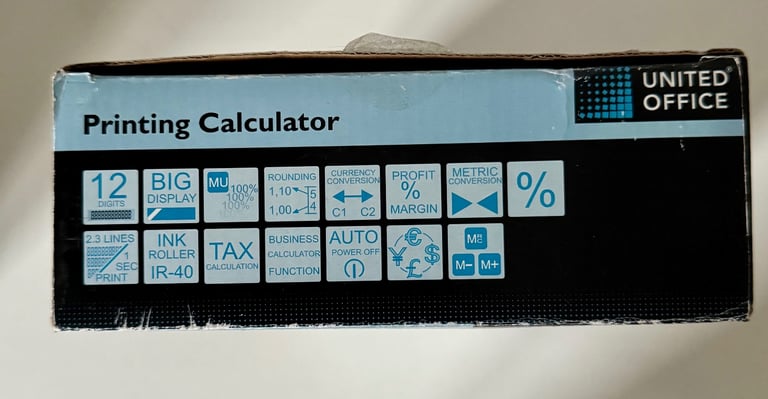 UNITED®
OFFICE
Printing Calculator
12
DIGITS
BIG
DISPLAY
MU
100%
100%
100%
ROUNDING
1,10
5
1,00
4
CURRENCY
CONVERSION
C1 C2
PROFIT
%
MARGIN
METRIC
CONVERSION
%
2.3 LINES
1
SEC
PRINT
INK
ROLLER
IR-40
TAX
CALCULATION
BUSINESS
CALCULATOR
FUNCTION
AUTO
POWER OFF
€
¥ $
£
MRC
M- M+